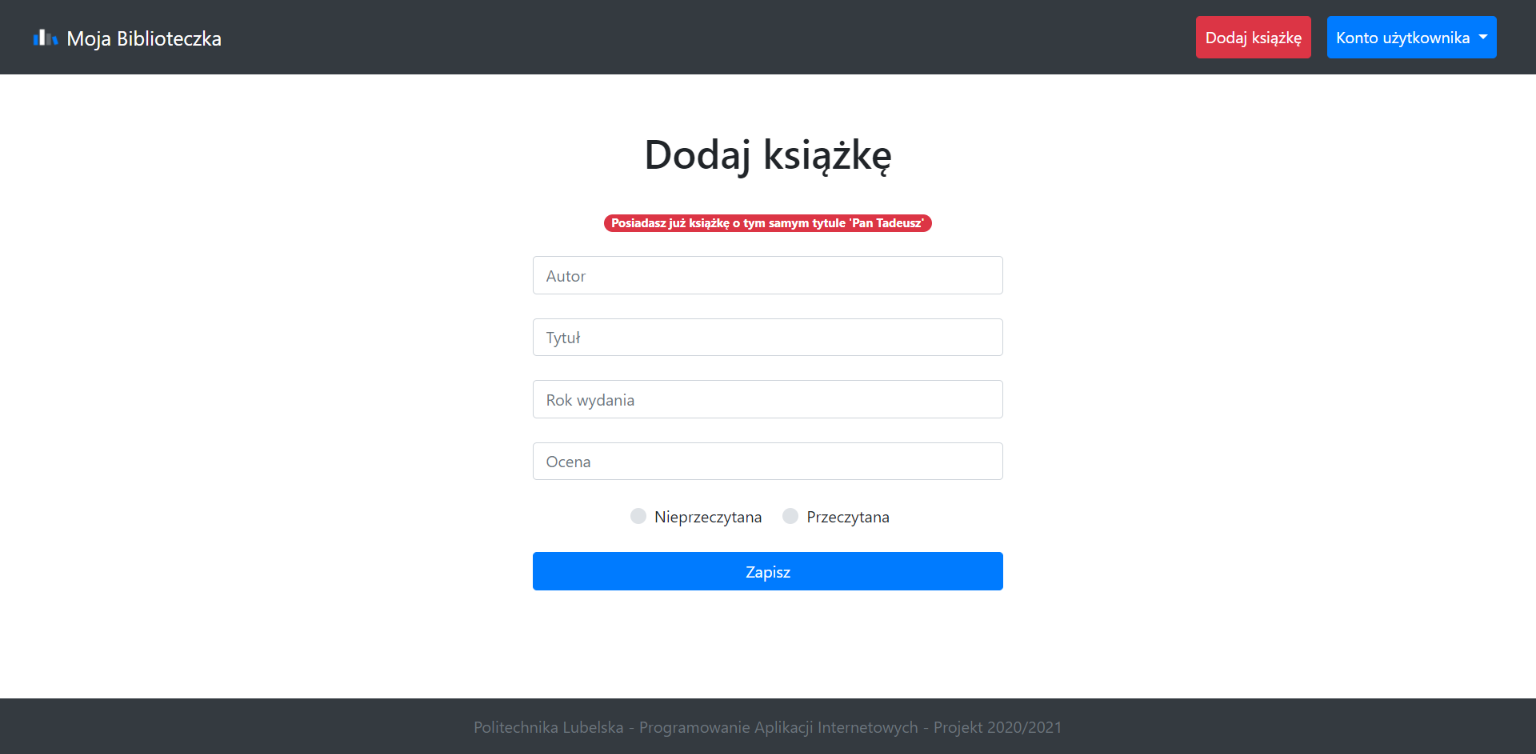 Moja Biblioteczka
Dodaj książkę
Konto użytkownika
Dodaj książkę
Posiadasz już książkę o tym samym tytule 'Pan Tadeusz'
Autor
Tytuł
Rok wydania
Ocena
Nieprzeczytana
Przeczytana
Zapisz
Politechnika Lubelska - Programowanie Aplikacji Internetowych - Projekt 2020/2021